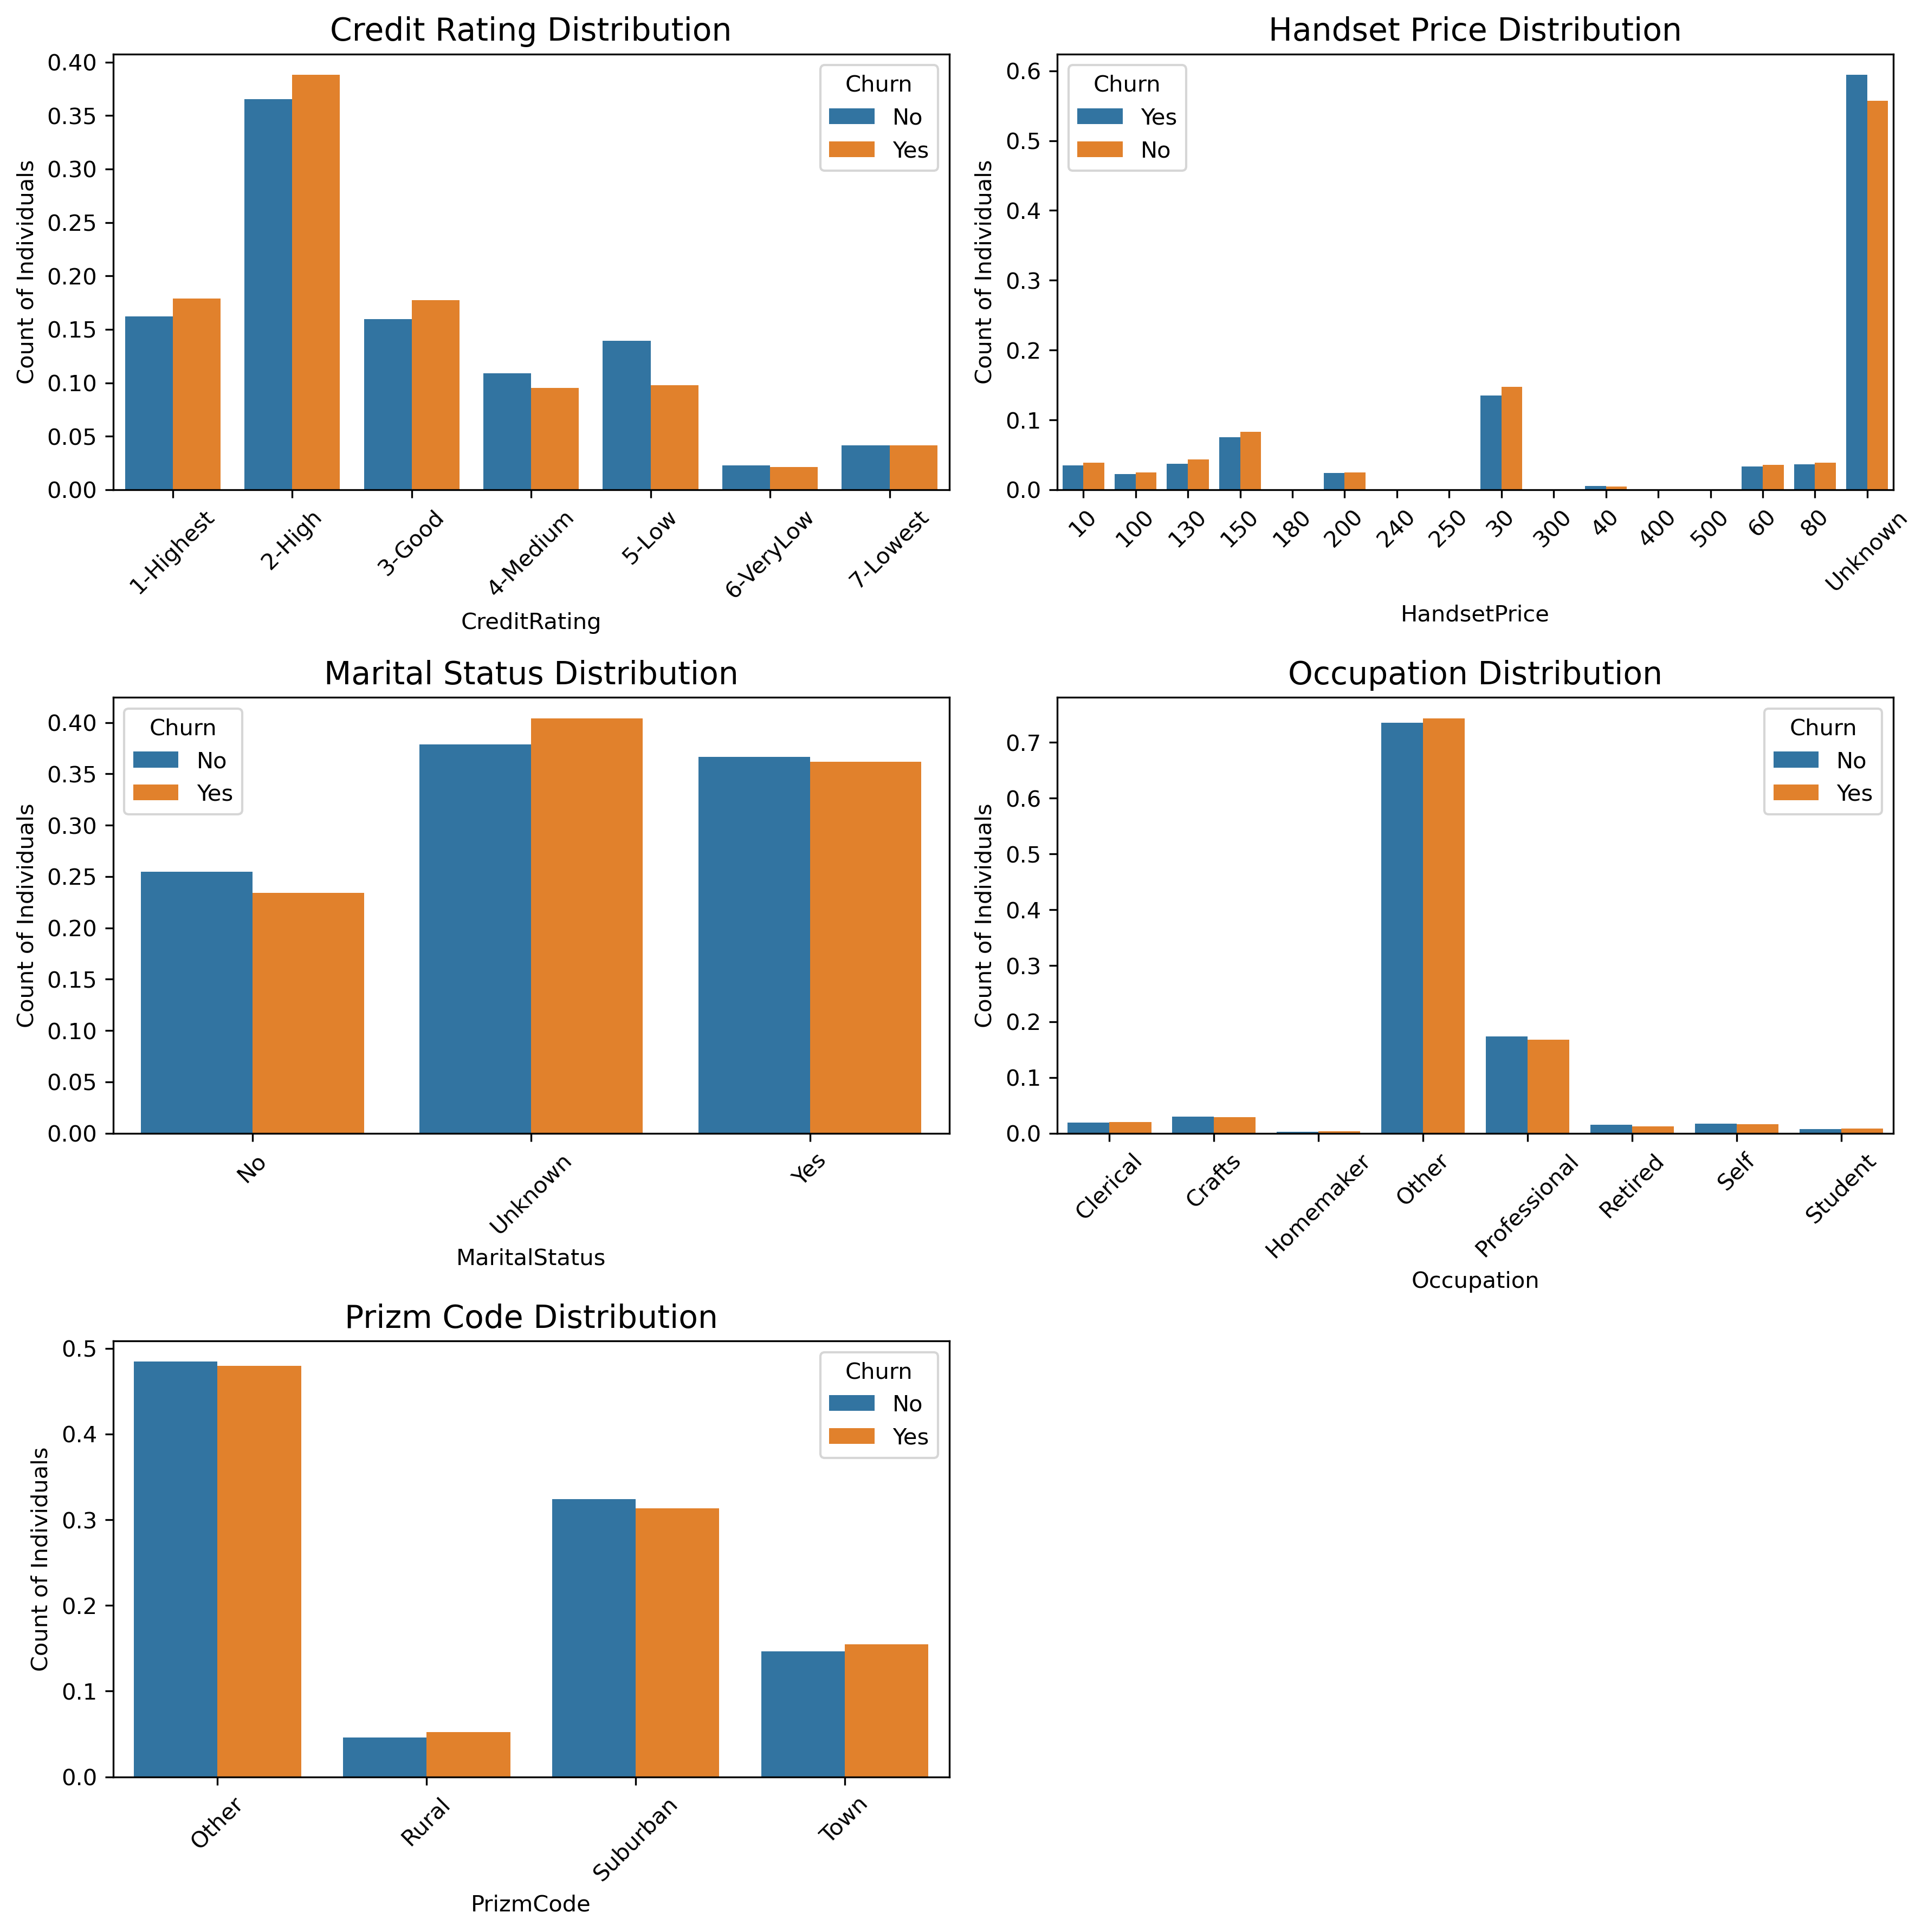 Credit Rating Distribution
Count of Individuals
0.40
0.35
0.30
0.25
0.20
0.15
0.10
0.05
0.00
Churn
No
Yes
1-Highest
2-High
3-Good
4-Medium
5-Low
6-VeryLow
7-Lowest
CreditRating
Handset Price Distribution
Count of Individuals
0.6
0.5
0.4
0.3
0.2
0.1
0.0
Churn
Yes
No
10
100
130
150
180
200
240
250
30
300
40
400
500
60
80
Unknown
HandsetPrice
Marital Status Distribution
Count of Individuals
0.40
0.35
0.30
0.25
0.20
0.15
0.10
0.05
0.00
Churn
No
Yes
No
Unknown
Yes
MaritalStatus
Occupation Distribution
Count of Individuals
0.7
0.6
0.5
0.4
0.3
0.2
0.1
0.0
Churn
No
Yes
Clerical
Crafts
Homemaker
Other
Professional
Retired
Self
Student
Occupation
Prizm Code Distribution
Count of Individuals
0.5
0.4
0.3
0.2
0.1
0.0
Churn
No
Yes
Other
Rural
Suburban
Town
PrizmCode